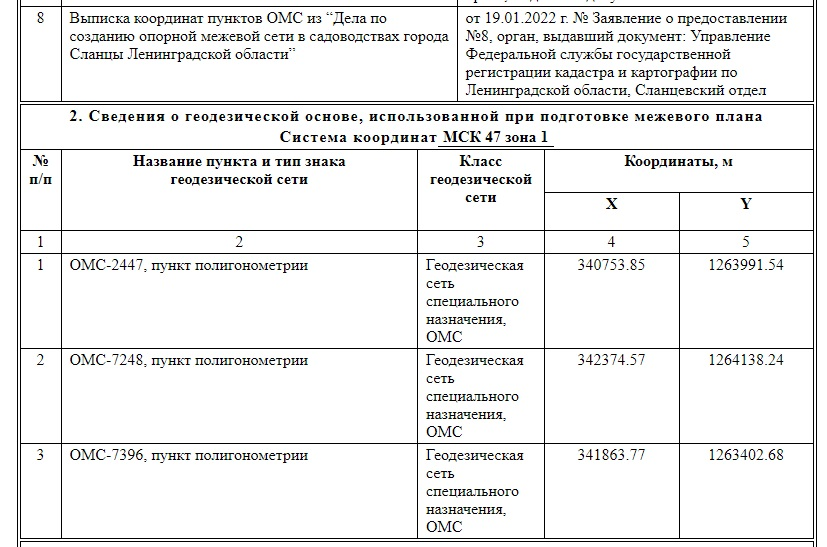 8
Выписка координат пунктов ОМС из “Дела по
созданию опорной межевой сети в садоводствах города
Сланцы Ленинградской области”
от 19.01.2022 г. № Заявление о предоставлении
№8, орган, выдавший документ: Управление
Федеральной службы государственной
регистрации кадастра и картографии по
Ленинградской области, Сланцевский отдел
2. Сведения о геодезической основе, использованной при подготовке межевого плана
Система координат МСК 47 зона 1
№
п/п
Название пункта и тип знака
геодезической сети
Класс
геодезической
сети
Координаты, м
X
Y
1
2
3
4
5
1
ОМС-2447, пункт полигонометрии
Геодезическая
сеть
специального
назначения,
ОМС
340753.85
1263991.54
2
ОМС-7248, пункт полигонометрии
Геодезическая
сеть
специального
назначения,
ОМС
342374.57
1264138.24
3
ОМС-7396, пункт полигонометрии
Геодезическая
сеть
специального
назначения,
ОМС
341863.77
1263402.68